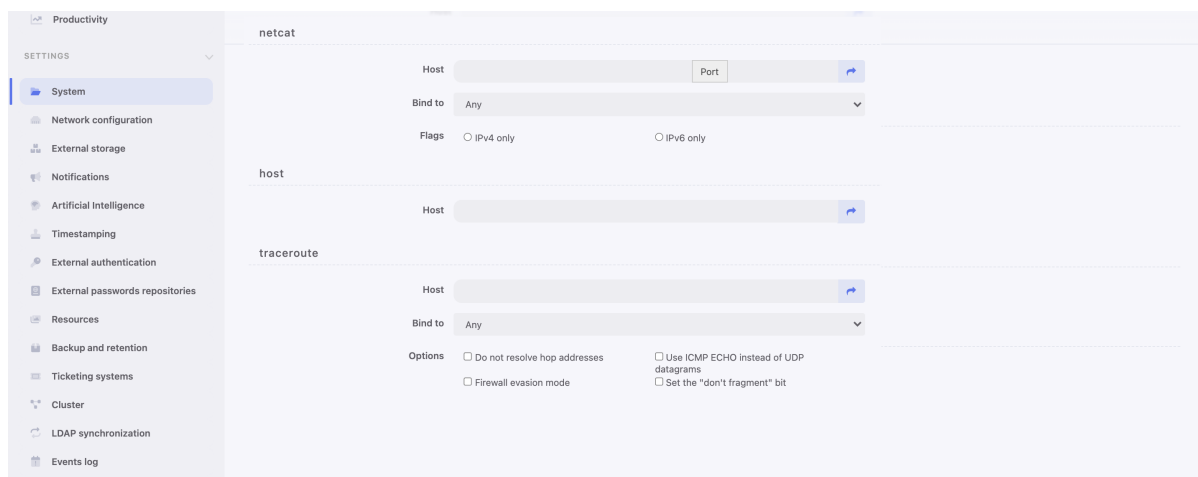 Productivity
SETTINGS
System
Network configuration
External storage
Notifications
Artificial Intelligence
Timestamping
External authentication
External passwords repositories
Resources
Backup and retention
Ticketing systems
Cluster
LDAP synchronization
Events log
netcat
Host
Port
Bind to
Any
Flags
IPv4 only
IPv6 only
host
Host
traceroute
Host
Bind to
Any
Options
Do not resolve hop addresses
Use ICMP ECHO instead of UDP
datagrams
Firewall evasion mode
Set the "don't fragment" bit